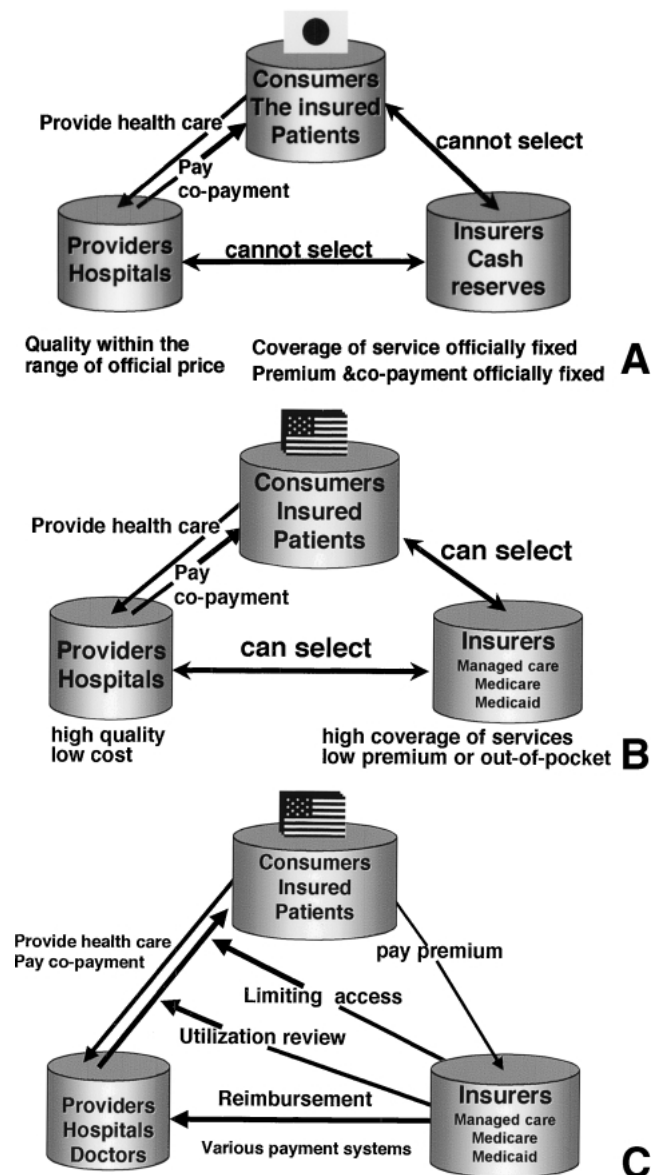 Consumers
The insured
Patients
Provide health care
Pay
co-payment
cannot select
Providers
Hospitals
cannot select
Insurers
Cash
reserves
Quality within the
range of official price
Coverage of service officially fixed
Premium &co-payment officially fixed
A
Consumers
Insured
Patients
Provide health care
Pay
co-payment
can select
Providers
Hospitals
can select
Insurers
Managed care
Medicare
Medicaid
high quality
low cost
high coverage of services
low premium or out-of-pocket
B
Consumers
Insured
Patients
Provide health care
Pay co-payment
pay premium
Limiting access
Utilization review
Providers
Hospitals
Doctors
Reimbursement
Various payment systems
Insurers
Managed care
Medicare
Medicaid
C